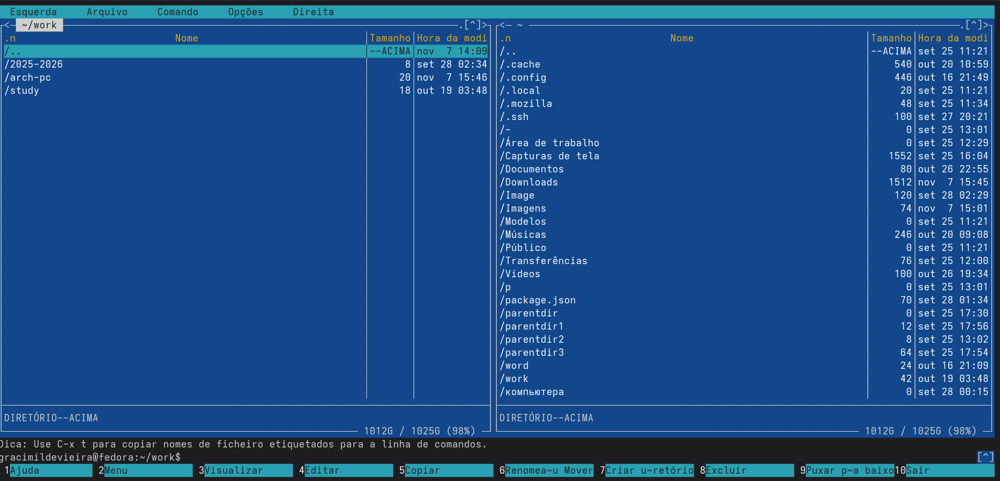 Esquerda Arquivo Comando Opções Direita
<─ ~/work .[^]>
.n Nome Tamanho Hora da modi
/.. --ACIMA nov 7 14:09
/2025-2026 8 set 28 02:34
/arch-pc 20 nov 7 15:46
/study 18 out 19 03:48
DIRETÓRIO--ACIMA
1012G / 1025G (98%)
<─ ~ .[^]>
.n Nome Tamanho Hora da modi
/.. --ACIMA set 25 11:21
/.cache 540 out 20 10:59
/.config 446 out 16 21:49
/.local 20 set 25 11:21
/.mozilla 48 set 25 11:34
/.ssh 100 set 27 20:21
/- 0 set 25 13:01
/Área de trabalho 0 set 25 12:29
/Capturas de tela 1552 set 25 16:04
/Documentos 80 out 26 22:55
/Downloads 1512 nov 7 15:45
/Image 120 set 28 02:29
/Imagens 74 nov 7 15:01
/Modelos 0 set 25 11:21
/Músicas 246 out 20 09:08
/Público 0 set 25 11:21
/Transferências 76 set 25 12:00
/Vídeos 100 out 26 19:34
/p 0 set 25 13:01
/package.json 70 set 28 01:34
/parentdir 0 set 25 17:30
/parentdir1 12 set 25 17:56
/parentdir2 8 set 25 13:02
/parentdir3 64 set 25 17:54
/word 24 out 16 21:09
/work 42 out 19 03:48
/компьютера 0 set 28 00:15
DIRETÓRIO--ACIMA
1012G / 1025G (98%)
Dica: Use C-x t para copiar nomes de ficheiro etiquetados para a linha de comandos.
gracimildevieira@fedora:~/work$ [^]
1Ajuda 2Menu 3Visualizar 4Editar 5Copiar 6Renomea~u Mover 7Criar u~retório 8Excluir 9Puxar p~a baixo 10Sair